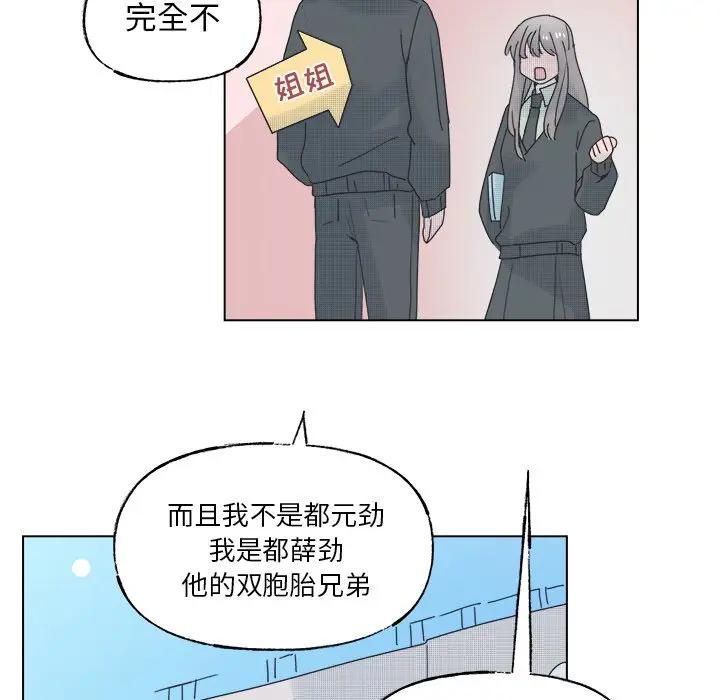 完全不
姐姐
而且我不是都元劲
我是都薛劲
他的双胞胎兄弟